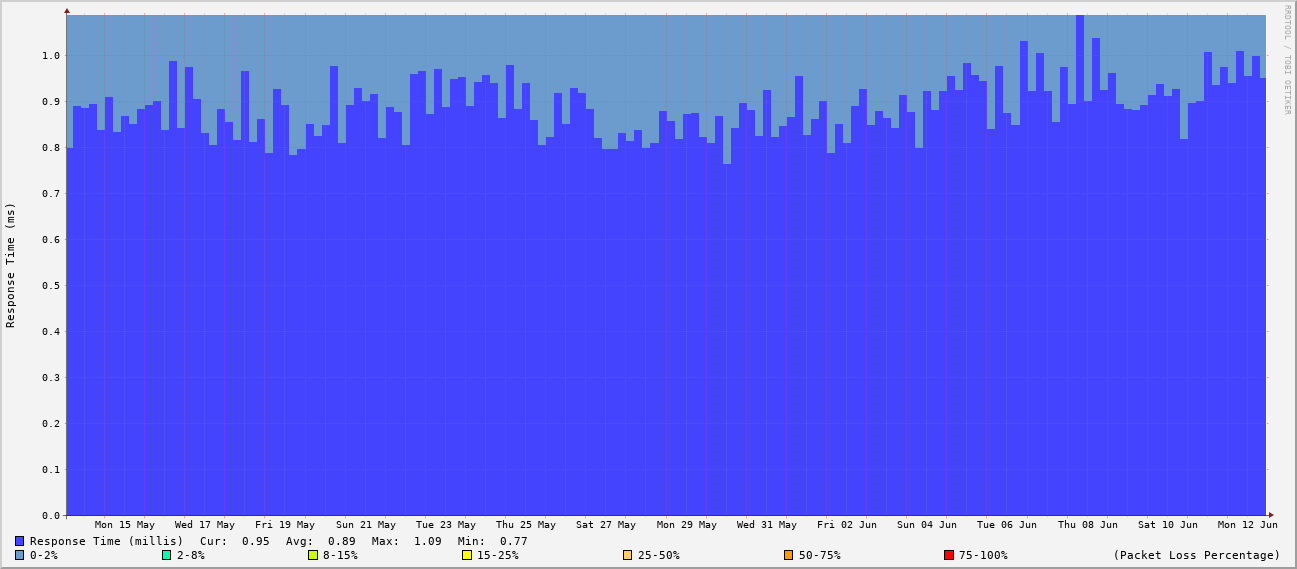 RRDTOOL / TOBI OETIKER
Response Time (ms)
1.0
0.9
0.8
0.7
0.6
0.5
0.4
0.3
0.2
0.1
0.0
Mon 15 May Wed 17 May Fri 19 May Sun 21 May Tue 23 May Thu 25 May Sat 27 May Mon 29 May Wed 31 May Fri 02 Jun Sun 04 Jun Tue 06 Jun Thu 08 Jun Sat 10 Jun Mon 12 Jun
Response Time (millis) Cur: 0.95 Avg: 0.89 Max: 1.09 Min: 0.77
0-2% 2-8% 8-15% 15-25% 25-50% 50-75% 75-100% (Packet Loss Percentage)